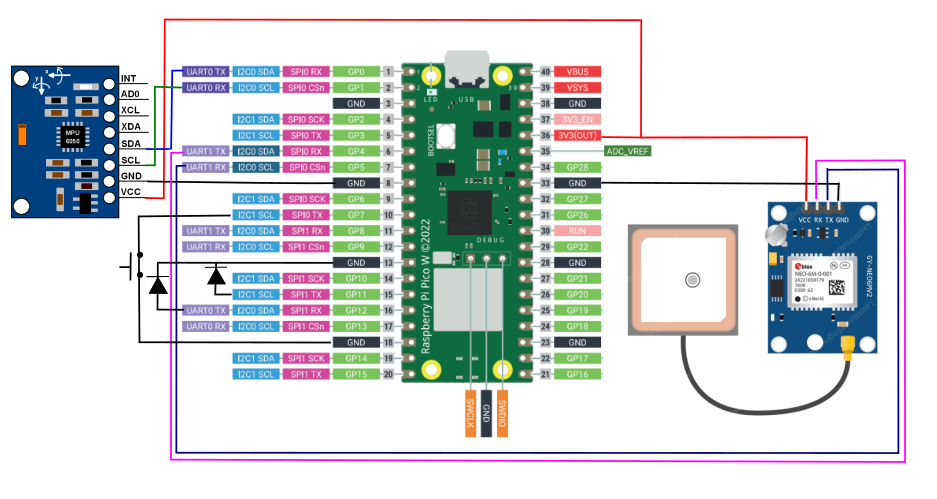 INT
AD0
XCL
XDA
SDA
SCL
GND
VCC
MPU
6050
UART0 TX I2C0 SDA SPI0 RX GP0 1
UART0 RX I2C0 SCL SPI0 CSn GP1 2
GND 3
I2C1 SDA SPI0 SCK GP2 4
I2C1 SCL SPI0 TX GP3 5
UART1 TX I2C0 SDA SPI0 RX GP4 6
UART1 RX I2C0 SCL SPI0 CSn GP5 7
GND 8
I2C1 SDA SPI0 SCK GP6 9
I2C1 SCL SPI0 TX GP7 10
UART1 TX I2C0 SDA SPI1 RX GP8 11
UART1 RX I2C0 SCL SPI1 CSn GP9 12
GND 13
I2C1 SDA SPI1 SCK GP10 14
I2C1 SCL SPI1 TX GP11 15
UART0 TX I2C0 SDA SPI1 RX GP12 16
UART0 RX I2C0 SCL SPI1 CSn GP13 17
GND 18
I2C1 SDA SPI1 SCK GP14 19
I2C1 SCL SPI1 TX GP15 20
1
2
LED
USB
39
BOOTSEL
DEBUG
Raspberry Pi Pico W ©2022
SWCLK
GND
SWDIO
40 VBUS
39 VSYS
38 GND
37 3V3_EN
36 3V3(OUT)
35 ADC_VREF
34 GP28
33 GND
32 GP27
31 GP26
30 RUN
29 GP22
28 GND
27 GP21
26 GP20
25 GP19
24 GP18
23 GND
22 GP17
21 GP16
VCC RX TX GND
GY-NEO6MV2
u-blox
NEO-6M-0-001